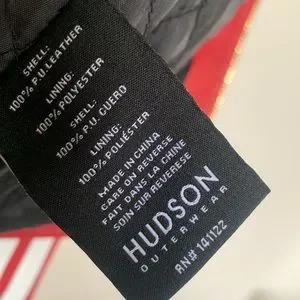 SHELL:
100% P.U.LEATHER
LINING:
100% POLYESTER
SHELL:
100% P.U. CUERO
LINING:
100% POLIÉSTER
MADE IN CHINA
CARE ON REVERSE
FAIT DANS LA CHINE
SOIN SUR REVERSE
HUDSON
OUTERWEAR
RN# 141122